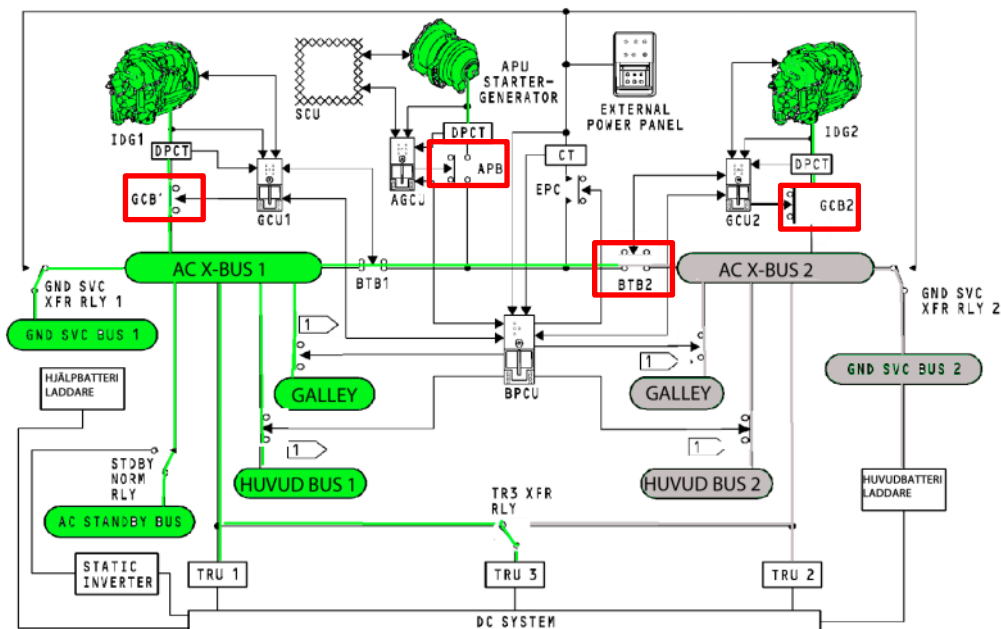 APU
STARTER-
GENERATOR
SCU
EXTERNAL
POWER PANEL
IDG1
IDG2
DPCT
DPCT
DPCT
CT
GCB'
GCU1
AGCU
APB
EPC
GCU2
GCB2
AC X-BUS 1
BTB1
BTB2
AC X-BUS 2
GND SVC
XFR RLY 1
GND SVC
XFR RLY 2
GND SVC BUS 1
1
1
GND SVC BUS 2
HJÄLPBATTERI
LADDARE
GALLEY
BPCU
GALLEY
1
1
STDBY
NORM
RLY
HUVUD BUS 1
HUVUD BUS 2
HUVUDBATTERI
LADDARE
TR3 XFR
RLY
AC STANDBY BUS
STATIC
INVERTER
TRU 1
TRU 3
TRU 2
DC SYSTEM